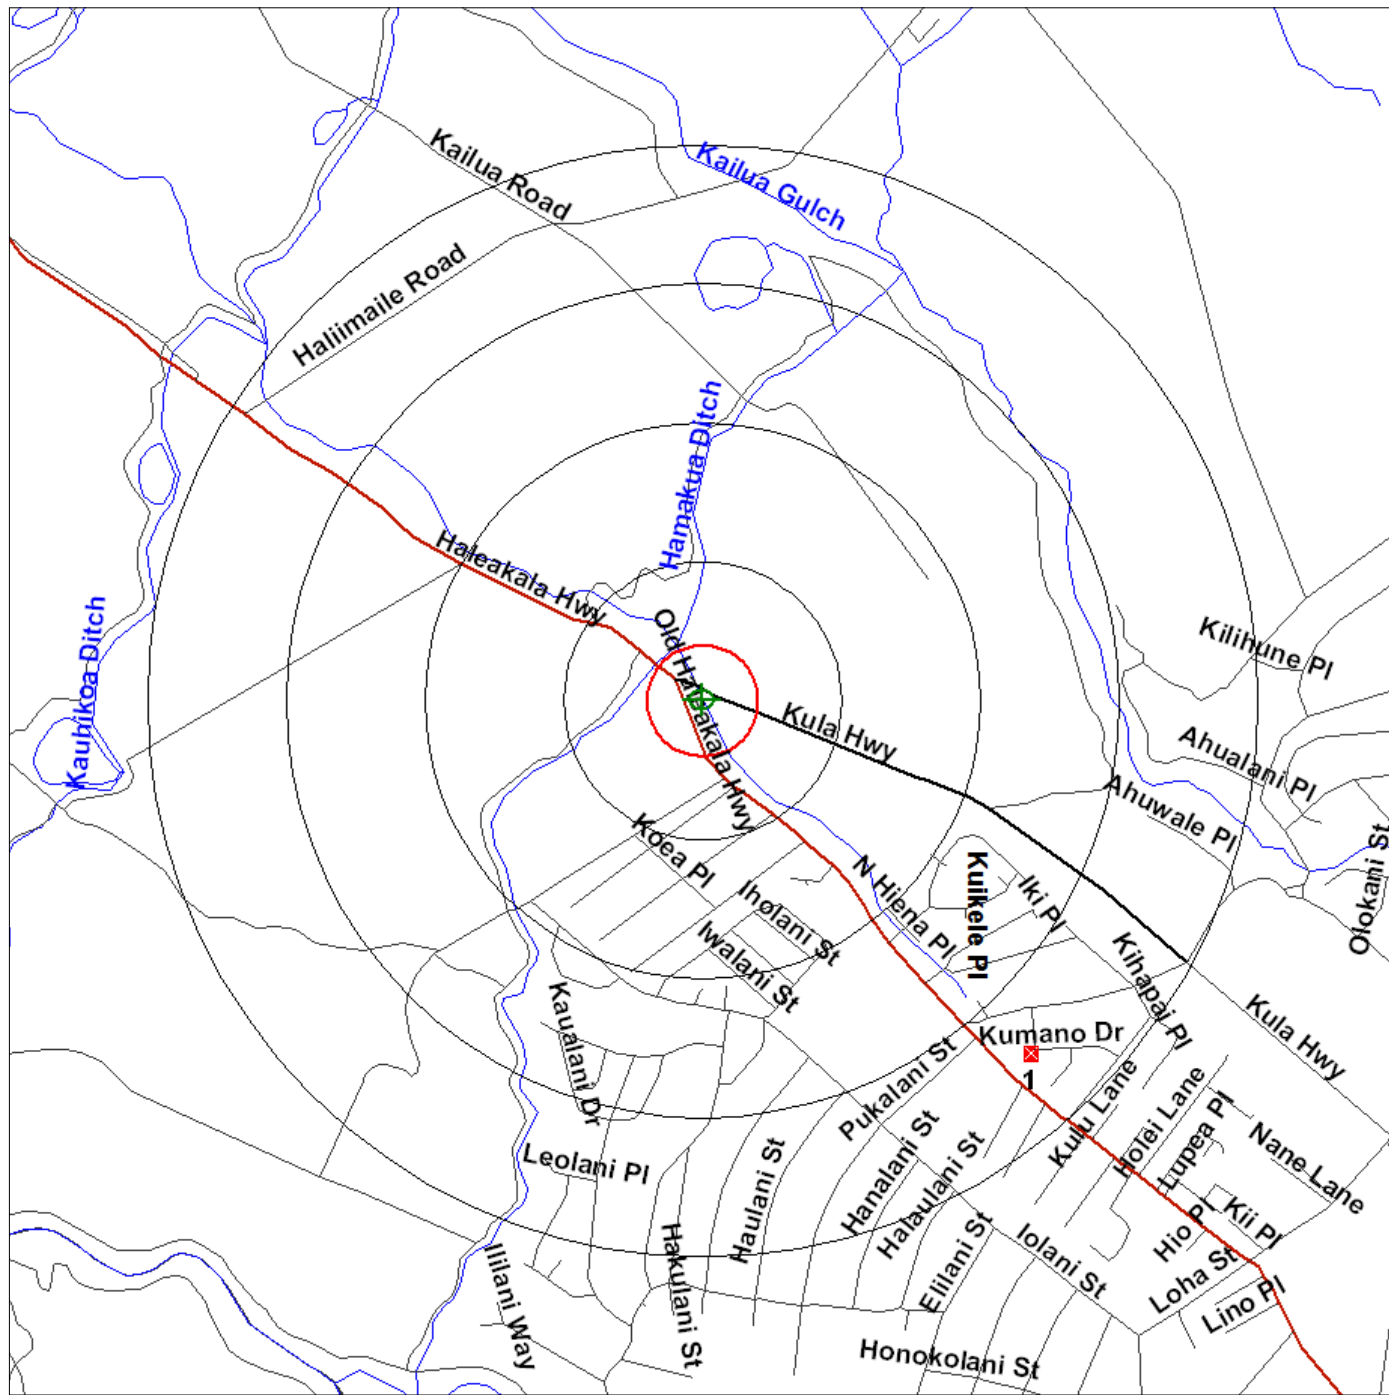 Kailua Road
Kailua Gulch
Haliimaile Road
Hamakua Ditch
Haleakala Hwy
Kauhikoa Ditch
Old Haleakala Hwy
Kilihune Pl
Kula Hwy
Ahualani Pl
Ahuwale Pl
Olokani St
Koea Pl
Iholani St
Iwalani St
N Hiena Pl
Kuikele Pl
Iki Pl
Kihapai Pl
Kula Hwy
Kaualani Dr
Kumano Dr
1
Pukalani St
Kulu Lane
Holei Lane
Lupea Pl
Nane Lane
Leolani Pl
Haulani St
Hanalani St
Halaulani St
Kii Pl
Hio Pl
Iolani St
Elilani St
Loha St
Lino Pl
Ililani Way
Hakulani St
Honokolani St